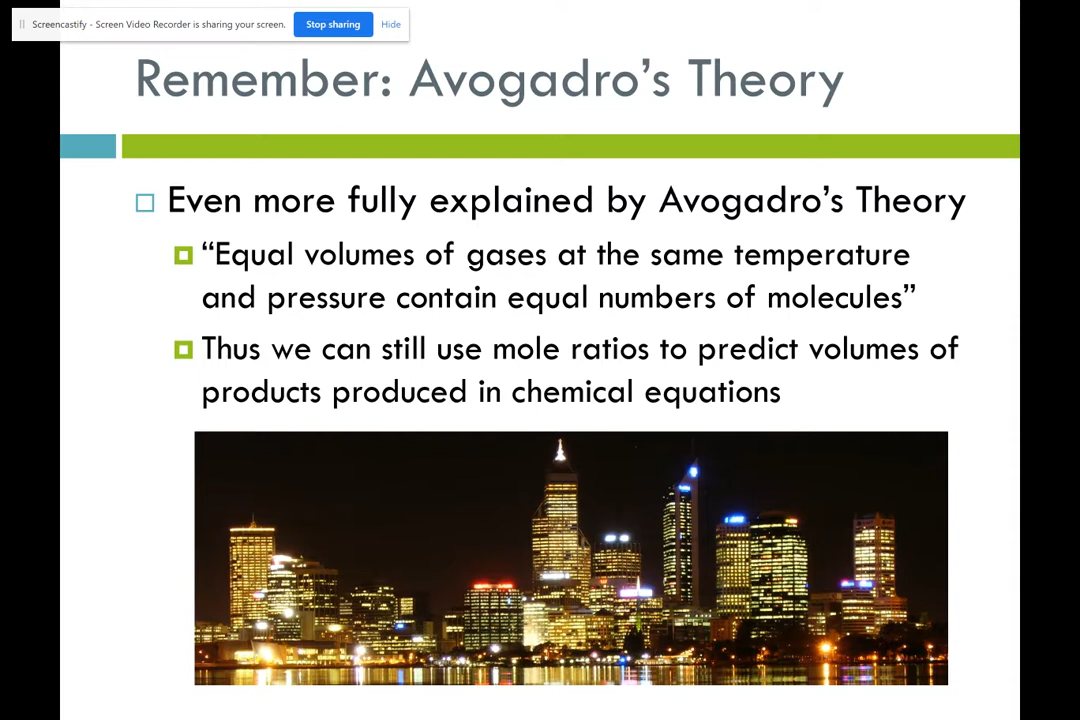 Screencastify - Screen Video Recorder is sharing your screen. Stop sharing Hide
Remember: Avogadro’s Theory
Even more fully explained by Avogadro’s Theory
“Equal volumes of gases at the same temperature
and pressure contain equal numbers of molecules”
Thus we can still use mole ratios to predict volumes of
products produced in chemical equations